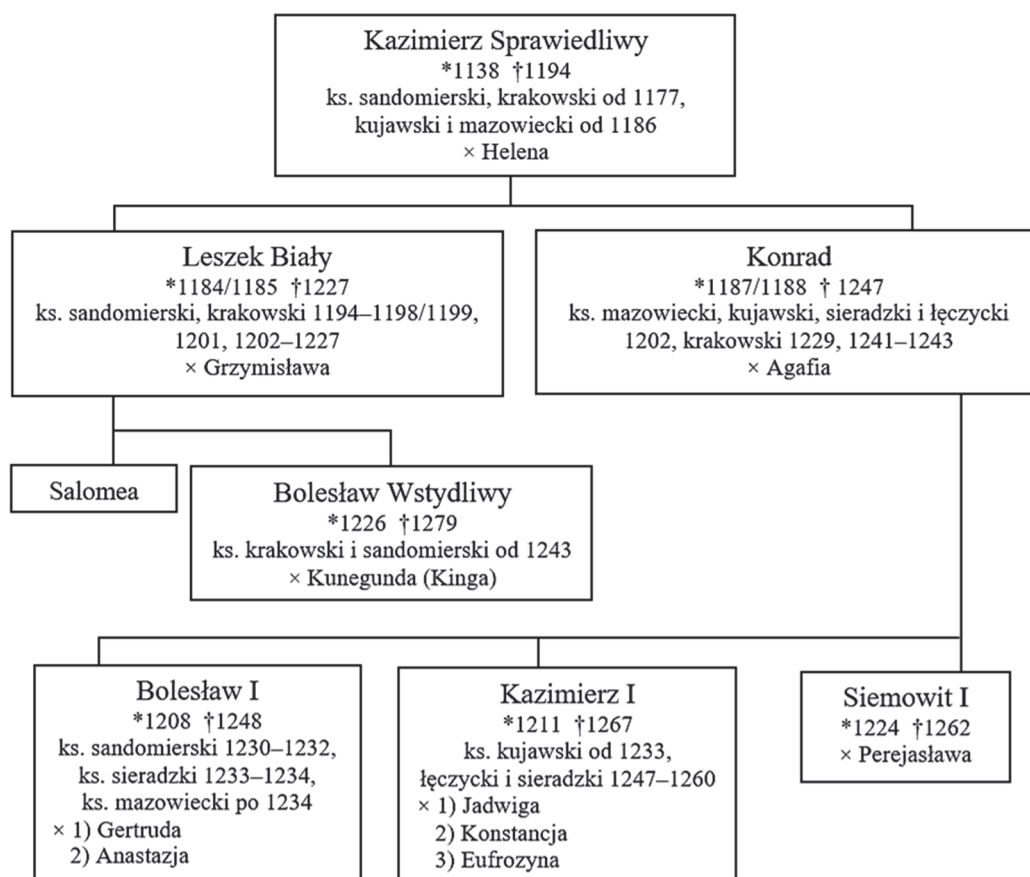 Kazimierz Sprawiedliwy
*1138 †1194
ks. sandomierski, krakowski od 1177,
kujawski i mazowiecki od 1186
× Helena
Leszek Biały
*1184/1185 †1227
ks. sandomierski, krakowski 1194–1198/1199,
1201, 1202–1227
× Grzymisława
Konrad
*1187/1188 † 1247
ks. mazowiecki, kujawski, sieradzki i łęczycki
1202, krakowski 1229, 1241–1243
× Agafia
Salomea
Bolesław Wstydliwy
*1226 †1279
ks. krakowski i sandomierski od 1243
× Kunegunda (Kinga)
Bolesław I
*1208 †1248
ks. sandomierski 1230–1232,
ks. sieradzki 1233–1234,
ks. mazowiecki po 1234
× 1) Gertruda
2) Anastazja
Kazimierz I
*1211 †1267
ks. kujawski od 1233,
łęczycki i sieradzki 1247–1260
× 1) Jadwiga
2) Konstancja
3) Eufrozyna
Siemowit I
*1224 †1262
× Perejasława